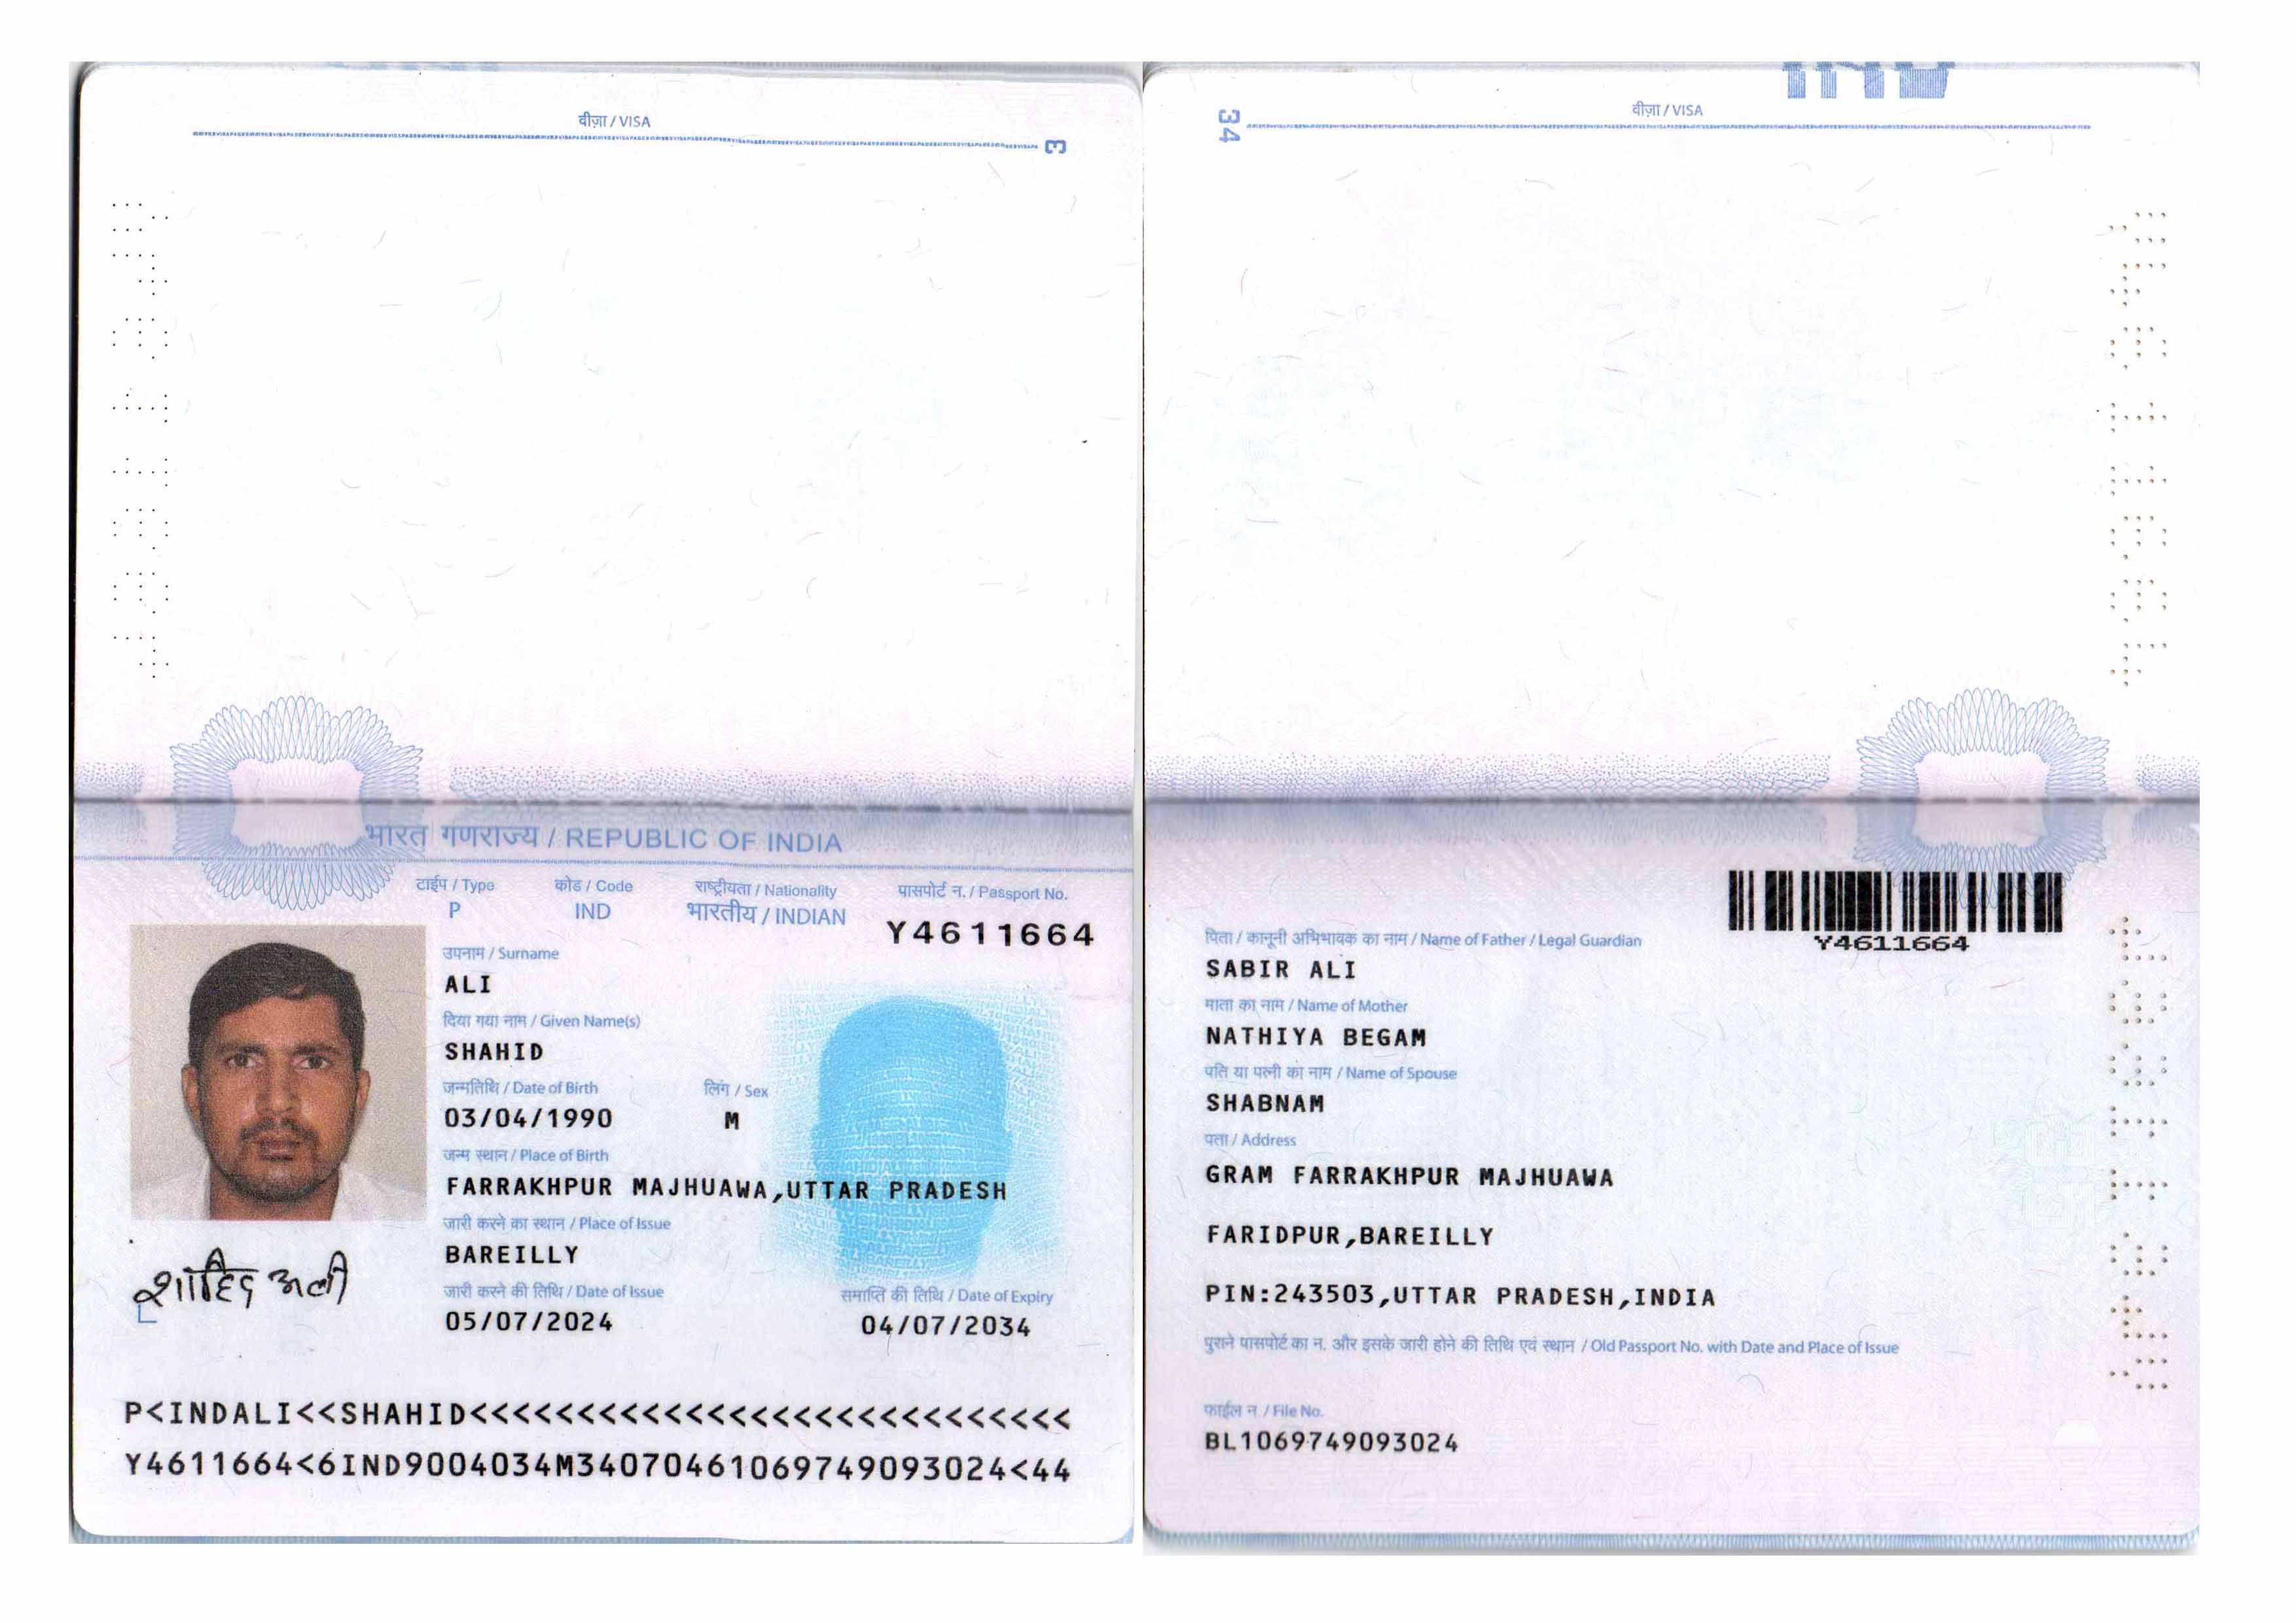 वीज़ा / VISA
3
भारत गणराज्य / REPUBLIC OF INDIA
टाईप / Type
कोड / Code
राष्ट्रीयता / Nationality
पासपोर्ट न. / Passport No.
P
IND
भारतीय / INDIAN
Y4611664
उपनाम / Surname
ALI
दिया गया नाम / Given Name(s)
SHAHID
जन्मतिथि / Date of Birth
लिंग / Sex
03/04/1990
M
जन्म स्थान / Place of Birth
FARRAKHPUR MAJHUAWA,UTTAR PRADESH
जारी करने का स्थान / Place of Issue
BAREILLY
शाहिद अली
जारी करने की तिथि / Date of Issue
समाप्ति की तिथि / Date of Expiry
05/07/2024
04/07/2034
P<INDALI<<SHAHID<<<<<<<<<<<<<<<<<<<<<<<<<<<<
Y4611664<6IND9004034M34070461069749093024<44
34
वीज़ा / VISA
Y4611664
पिता / कानूनी अभिभावक का नाम / Name of Father / Legal Guardian
SABIR ALI
माता का नाम / Name of Mother
NATHIYA BEGAM
पति या पत्नी का नाम / Name of Spouse
SHABNAM
पता / Address
GRAM FARRAKHPUR MAJHUAWA
FARIDPUR,BAREILLY
PIN:243503,UTTAR PRADESH,INDIA
पुराने पासपोर्ट का न. और इसके जारी होने की तिथि एवं स्थान / Old Passport No. with Date and Place of Issue
फाईल न. / File No.
BL1069749093024